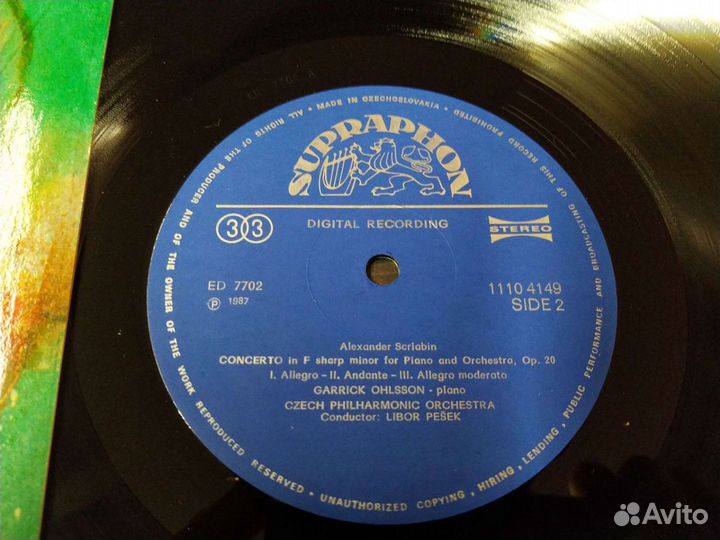 ALL RIGHTS OF THE PRODUCER AND OF THE OWNER OF THE WORK REPRODUCED RESERVED • UNAUTHORIZED COPYING, HIRING, LENDING, PUBLIC PERFORMANCE AND BROADCASTING OF THIS RECORD PROHIBITED • MADE IN CZECHOSLOVAKIA •
SUPRAPHON
33 DIGITAL RECORDING STEREO
ED 7702 1110 4149
Ⓟ 1987 SIDE 2
Alexander Scriabin
CONCERTO in F sharp minor for Piano and Orchestra, Op. 20
I. Allegro – II. Andante – III. Allegro moderato
GARRICK OHLSSON - piano
CZECH PHILHARMONIC ORCHESTRA
Conductor: LIBOR PEŠEK
Avito